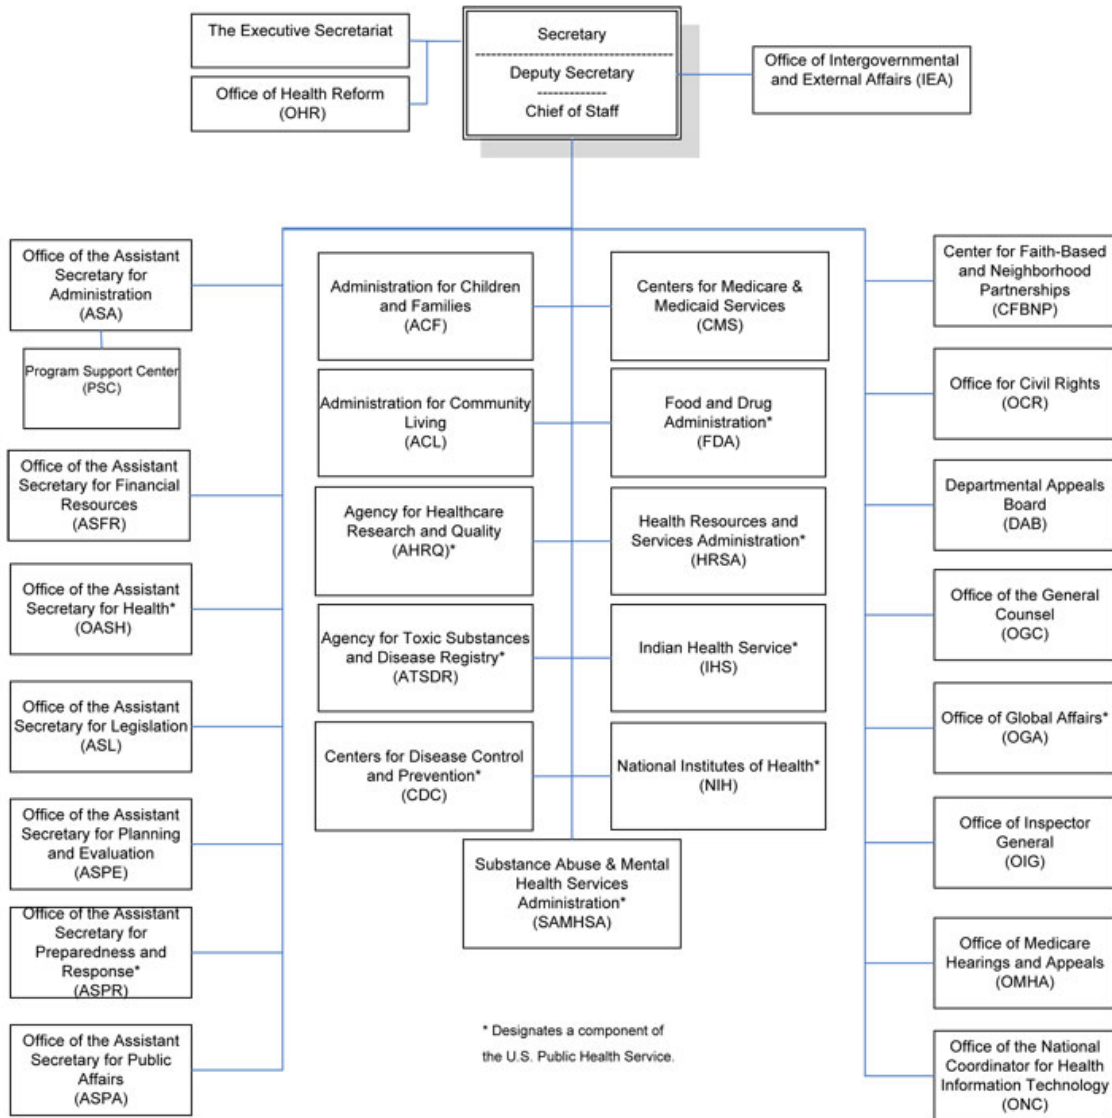 The Executive Secretariat
Office of Health Reform
(OHR)
Secretary
Deputy Secretary
Chief of Staff
Office of Intergovernmental
and External Affairs (IEA)
Office of the Assistant
Secretary for
Administration
(ASA)
Program Support Center
(PSC)
Office of the Assistant
Secretary for Financial
Resources
(ASFR)
Office of the Assistant
Secretary for Health*
(OASH)
Office of the Assistant
Secretary for Legislation
(ASL)
Office of the Assistant
Secretary for Planning
and Evaluation
(ASPE)
Office of the Assistant
Secretary for
Preparedness and
Response*
(ASPR)
Office of the Assistant
Secretary for Public
Affairs
(ASPA)
Administration for Children
and Families
(ACF)
Administration for Community
Living
(ACL)
Agency for Healthcare
Research and Quality
(AHRQ)*
Agency for Toxic Substances
and Disease Registry*
(ATSDR)
Centers for Disease Control
and Prevention*
(CDC)
Centers for Medicare &
Medicaid Services
(CMS)
Food and Drug
Administration*
(FDA)
Health Resources and
Services Administration*
(HRSA)
Indian Health Service*
(IHS)
National Institutes of Health*
(NIH)
Substance Abuse & Mental
Health Services
Administration*
(SAMHSA)
* Designates a component of
the U.S. Public Health Service.
Center for Faith-Based
and Neighborhood
Partnerships
(CFBNP)
Office for Civil Rights
(OCR)
Departmental Appeals
Board
(DAB)
Office of the General
Counsel
(OGC)
Office of Global Affairs*
(OGA)
Office of Inspector
General
(OIG)
Office of Medicare
Hearings and Appeals
(OMHA)
Office of the National
Coordinator for Health
Information Technology
(ONC)